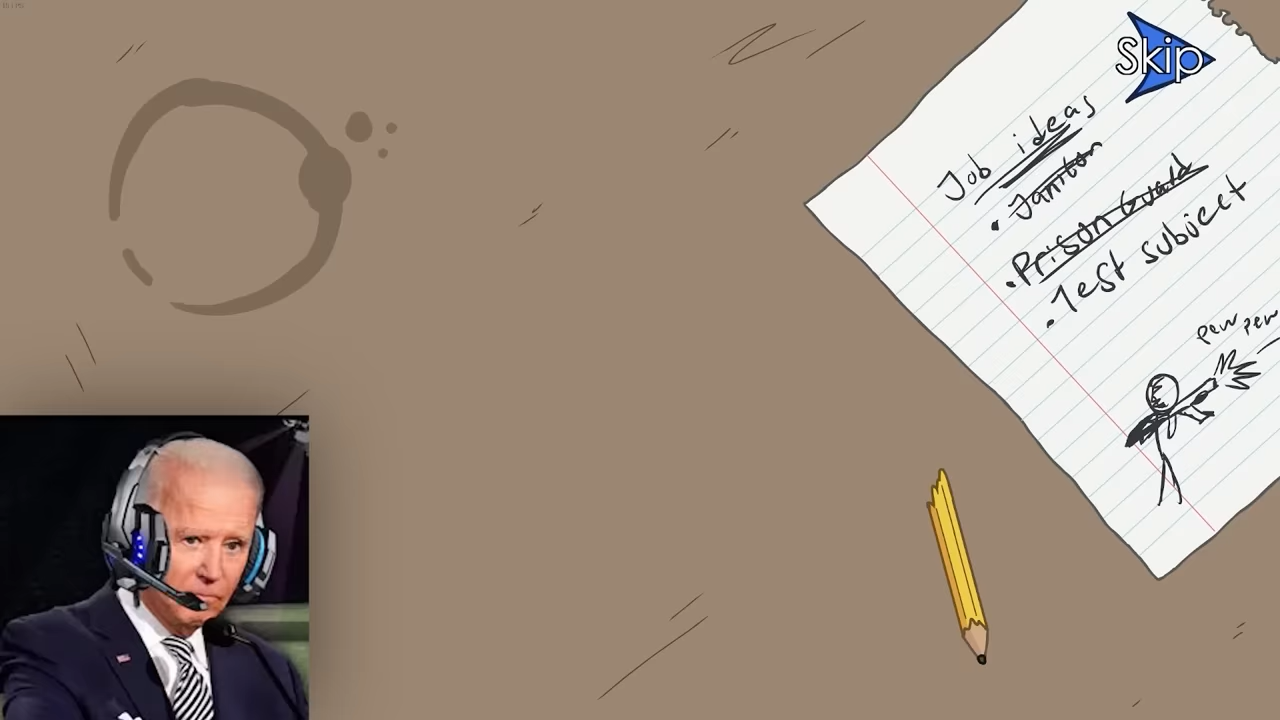 Skip
Job ideas
• Janitor
• Prison Guard
• Test subject
pew pew